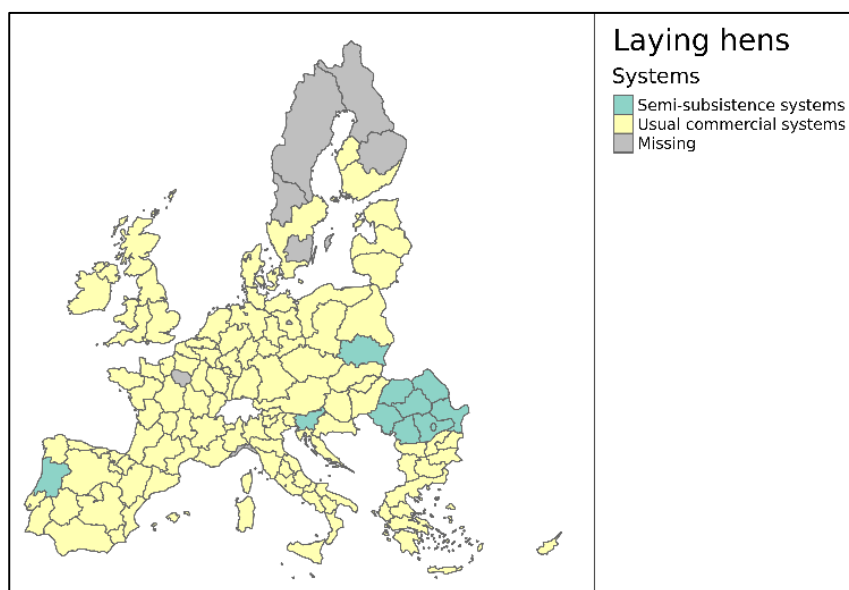 Laying hens
Systems
Semi-subsistence systems
Usual commercial systems
Missing